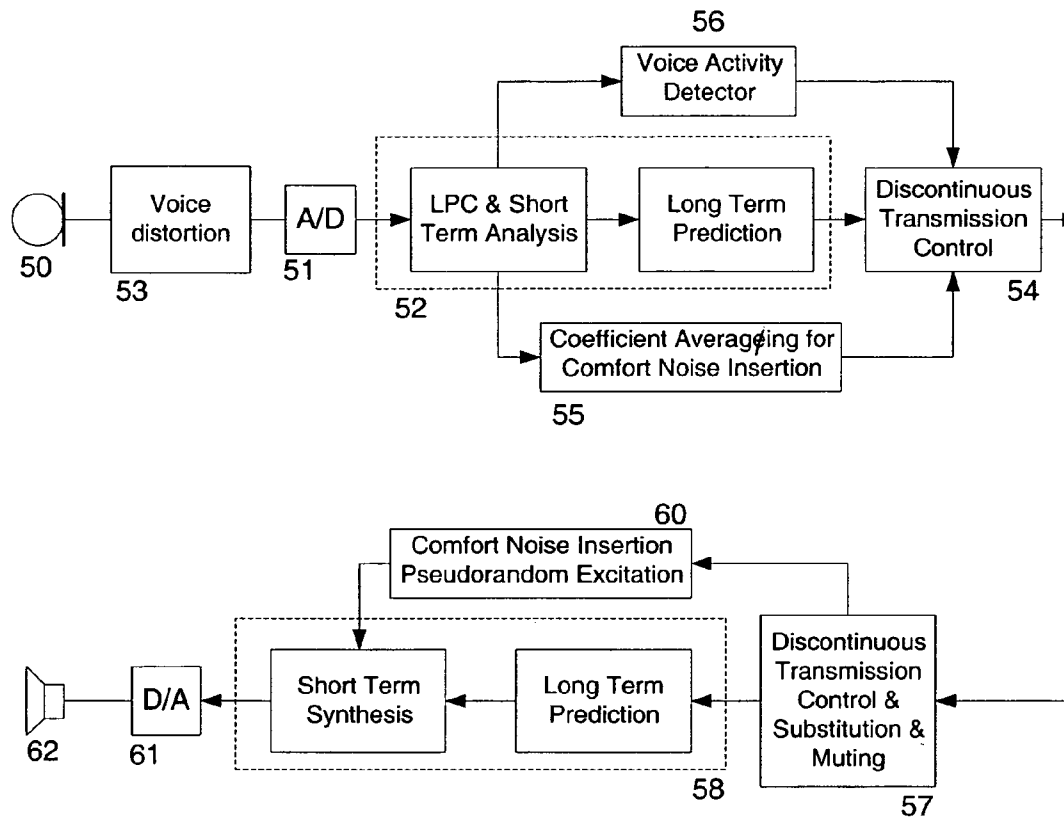 56
Voice Activity
Detector
Voice
distortion
A/D
LPC & Short
Term Analysis
Long Term
Prediction
Discontinuous
Transmission
Control
50
53
51
52
54
Coefficient Averaging for
Comfort Noise Insertion
55
60
Comfort Noise Insertion
Pseudorandom Excitation
Discontinuous
Transmission
Control &
Substitution &
Muting
D/A
Short Term
Synthesis
Long Term
Prediction
62
61
58
57